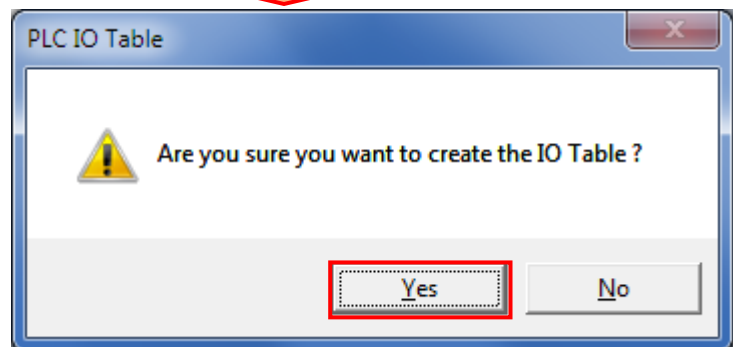 PLC IO Table
Are you sure you want to create the IO Table ?
Yes
No